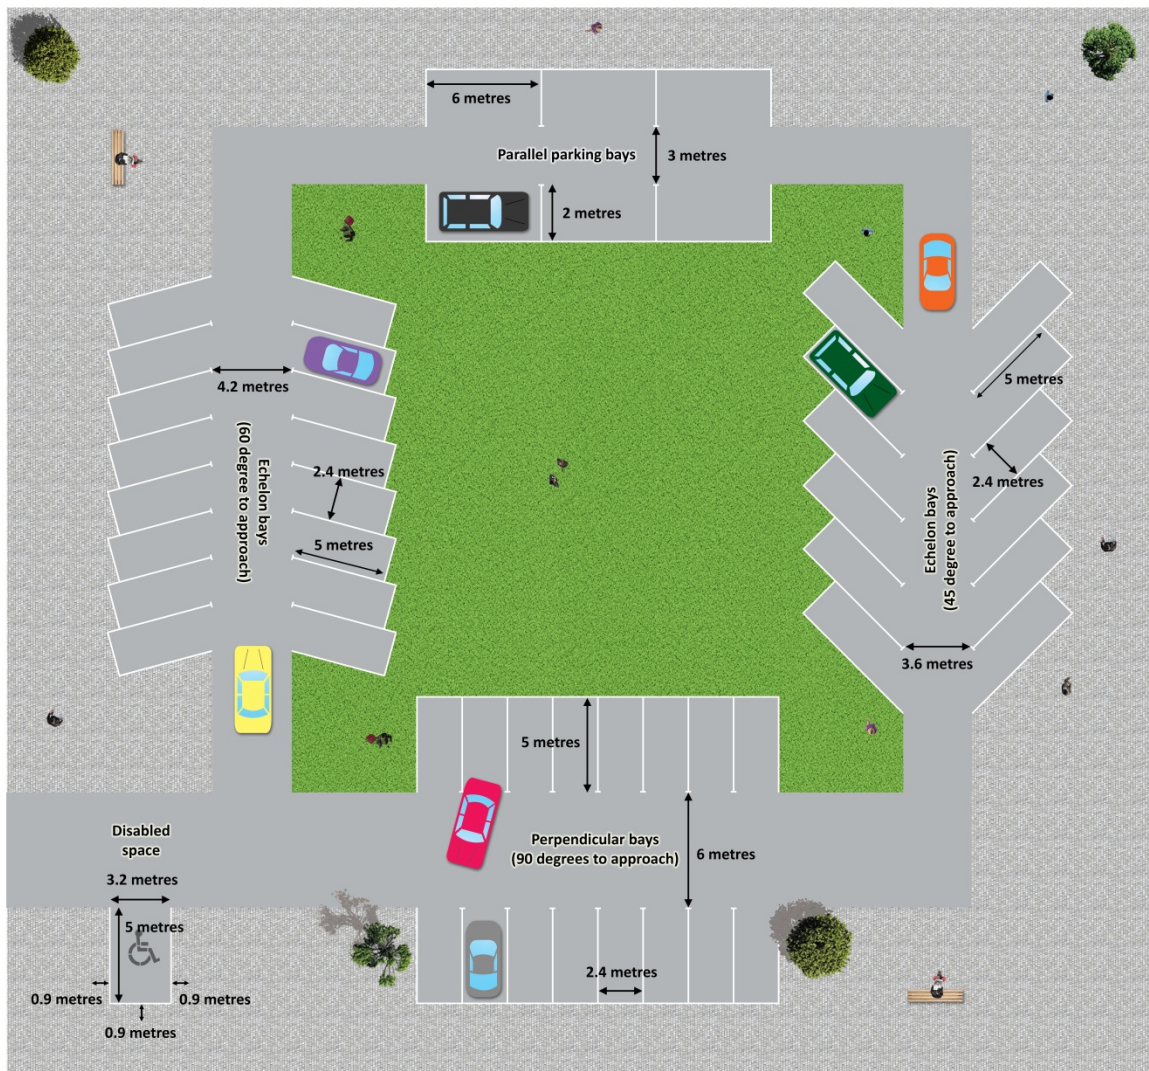 6 metres
Parallel parking bays
3 metres
2 metres
4.2 metres
Echelon bays
(60 degree to approach)
2.4 metres
5 metres
5 metres
2.4 metres
Echelon bays
(45 degree to approach)
3.6 metres
5 metres
Perpendicular bays
(90 degrees to approach)
6 metres
Disabled
space
3.2 metres
5 metres
0.9 metres
0.9 metres
0.9 metres
2.4 metres